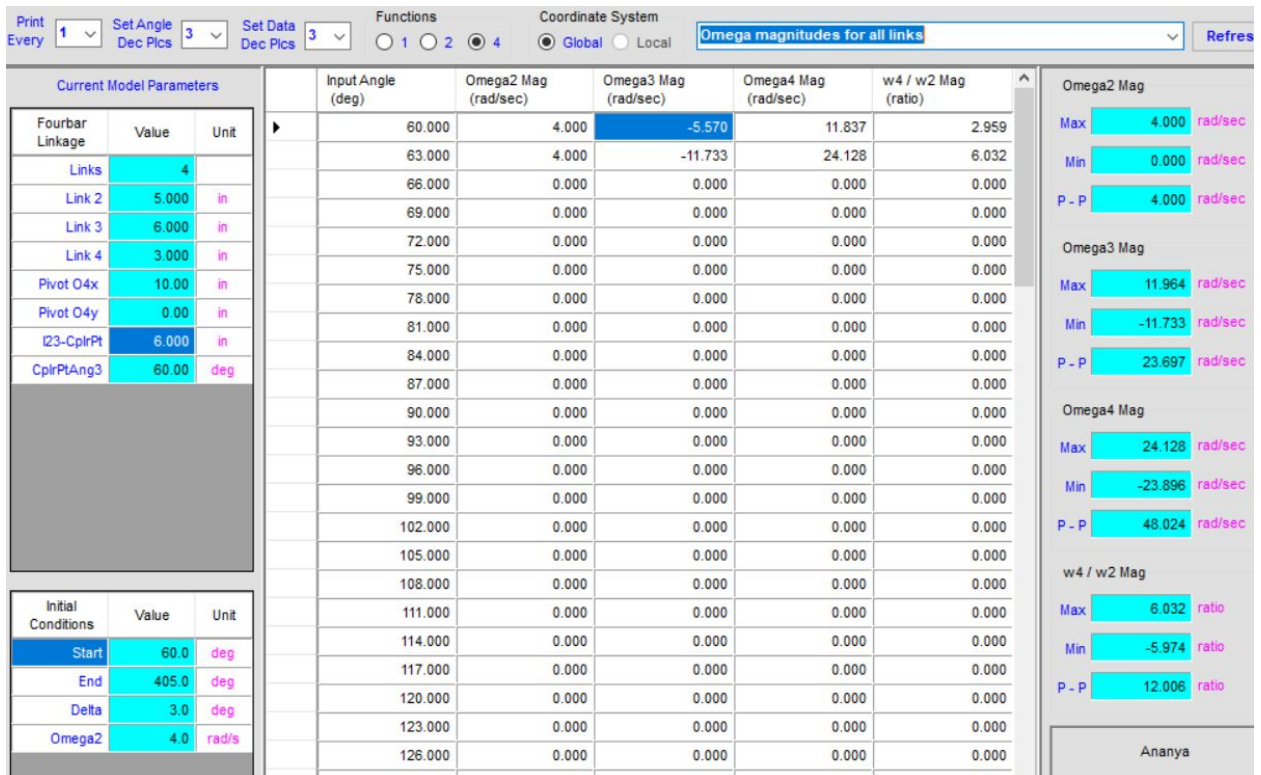 Print Every 1 Set Angle Dec Plcs 3 Set Data Dec Plcs 3 Functions 1 2 4 Coordinate System Global Local Omega magnitudes for all links Refres
Current Model Parameters
Fourbar Linkage Value Unit
Links 4
Link 2 5.000 in
Link 3 6.000 in
Link 4 3.000 in
Pivot O4x 10.00 in
Pivot O4y 0.00 in
l23-CplrPt 6.000 in
CplrPtAng3 60.00 deg
Initial Conditions Value Unit
Start 60.0 deg
End 405.0 deg
Delta 3.0 deg
Omega2 4.0 rad/s
Input Angle (deg) Omega2 Mag (rad/sec) Omega3 Mag (rad/sec) Omega4 Mag (rad/sec) w4 / w2 Mag (ratio)
60.000 4.000 -5.570 11.837 2.959
63.000 4.000 -11.733 24.128 6.032
66.000 0.000 0.000 0.000 0.000
69.000 0.000 0.000 0.000 0.000
72.000 0.000 0.000 0.000 0.000
75.000 0.000 0.000 0.000 0.000
78.000 0.000 0.000 0.000 0.000
81.000 0.000 0.000 0.000 0.000
84.000 0.000 0.000 0.000 0.000
87.000 0.000 0.000 0.000 0.000
90.000 0.000 0.000 0.000 0.000
93.000 0.000 0.000 0.000 0.000
96.000 0.000 0.000 0.000 0.000
99.000 0.000 0.000 0.000 0.000
102.000 0.000 0.000 0.000 0.000
105.000 0.000 0.000 0.000 0.000
108.000 0.000 0.000 0.000 0.000
111.000 0.000 0.000 0.000 0.000
114.000 0.000 0.000 0.000 0.000
117.000 0.000 0.000 0.000 0.000
120.000 0.000 0.000 0.000 0.000
123.000 0.000 0.000 0.000 0.000
126.000 0.000 0.000 0.000 0.000
Omega2 Mag
Max 4.000 rad/sec
Min 0.000 rad/sec
P - P 4.000 rad/sec
Omega3 Mag
Max 11.964 rad/sec
Min -11.733 rad/sec
P - P 23.697 rad/sec
Omega4 Mag
Max 24.128 rad/sec
Min -23.896 rad/sec
P - P 48.024 rad/sec
w4 / w2 Mag
Max 6.032 ratio
Min -5.974 ratio
P - P 12.006 ratio
Ananya